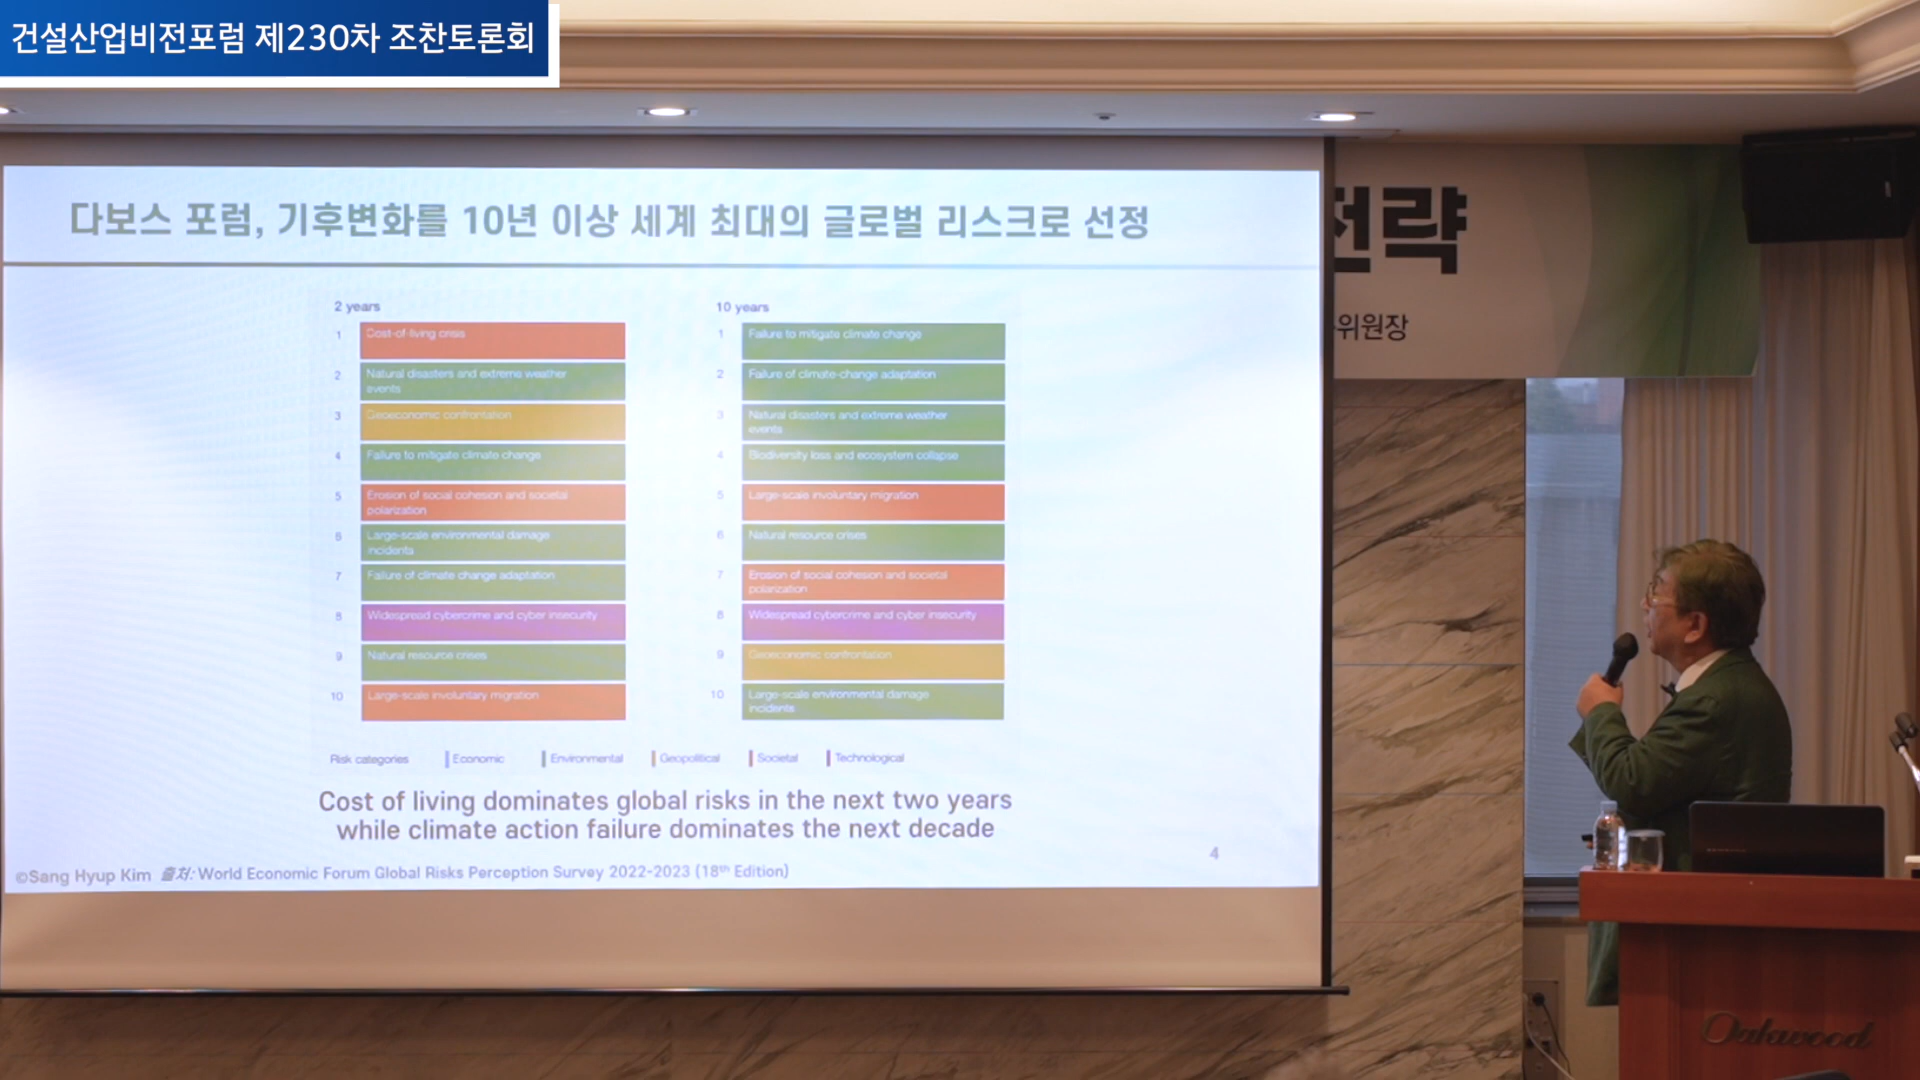 건설산업비전포럼 제230차 조찬토론회
다보스 포럼, 기후변화를 10년 이상 세계 최대의 글로벌 리스크로 선정
전략
위원장
2 years
1 Cost-of-living crisis
2 Natural disasters and extreme weather
events
3 Geoeconomic confrontation
4 Failure to mitigate climate change
5 Erosion of social cohesion and societal
polarization
6 Large-scale environmental damage
incidents
7 Failure of climate change adaptation
8 Widespread cybercrime and cyber insecurity
9 Natural resource crises
10 Large-scale involuntary migration
10 years
1 Failure to mitigate climate change
2 Failure of climate-change adaptation
3 Natural disasters and extreme weather
events
4 Biodiversity loss and ecosystem collapse
5 Large-scale involuntary migration
6 Natural resource crises
7 Erosion of social cohesion and societal
polarization
8 Widespread cybercrime and cyber insecurity
9 Geoeconomic confrontation
10 Large-scale environmental damage
incidents
Risk categories Economic Environmental Geopolitical Societal Technological
Cost of living dominates global risks in the next two years
while climate action failure dominates the next decade
4
©Sang Hyup Kim 출처: World Economic Forum Global Risks Perception Survey 2022-2023 (18th Edition)
Oakwood